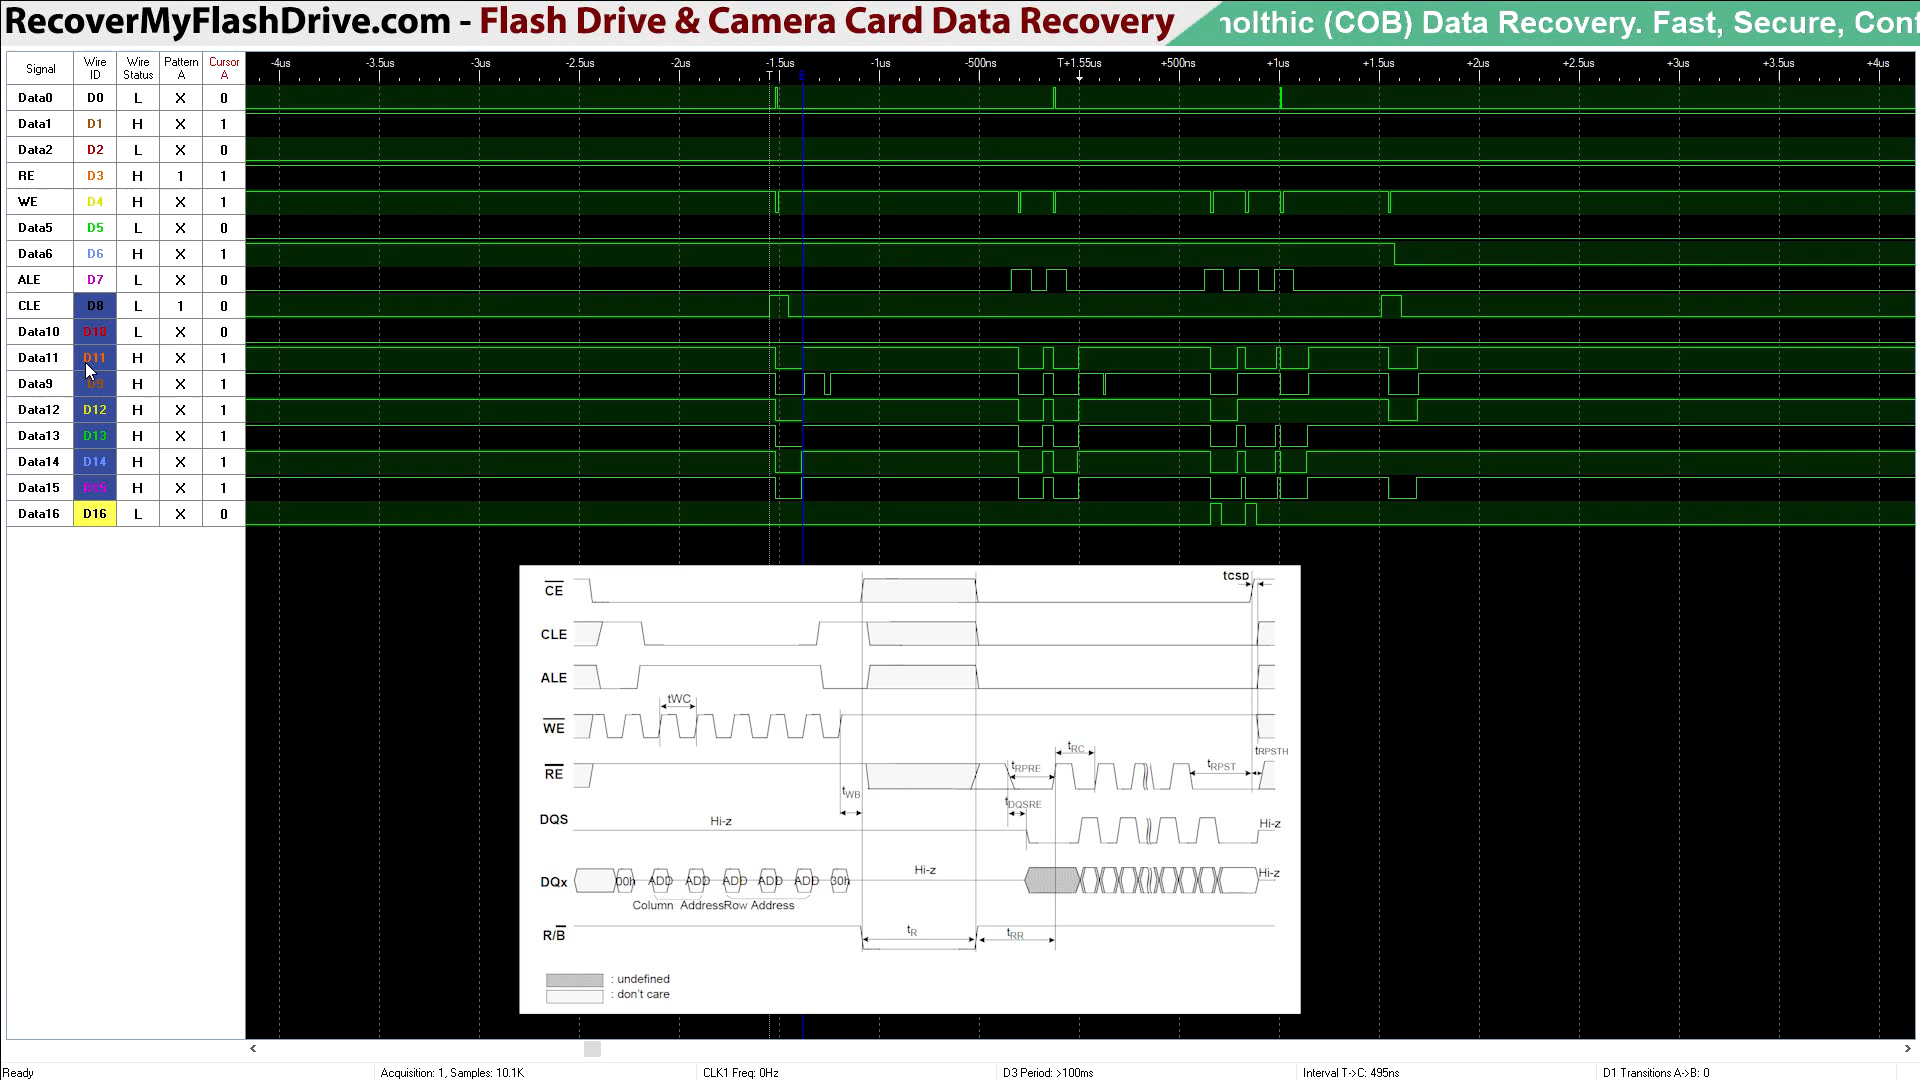 RecoverMyFlashDrive.com - Flash Drive & Camera Card Data Recovery
nolthic (COB) Data Recovery. Fast, Secure, Conf
Signal Wire ID Wire Status Pattern A Cursor A
-4us -3.5us -2.5us -2us -1.5us -1us -500ns T+1.55us +500ns +1us +1.5us +2us +2.5us +3us +3.5us +4us
T
Data0 D0 L X 0
Data1 D1 H X 1
Data2 D2 L X 0
RE D3 H 1 1
WE D4 H X 1
Data5 D5 L X 0
Data6 D6 H X 1
ALE D7 L X 0
CLE D8 L 1 0
Data10 D10 L X 0
Data11 D11 H X 1
Data9 D9 H X 1
Data12 D12 H X 1
Data13 D13 H X 1
Data14 D14 H X 1
Data15 D15 H X 1
Data16 D16 L X 0
CE tCSD
CLE
ALE
tWC
WE
tRC tRPSTH
RE tRPRE tRPST
tWB tDQSRE
DQS Hi-z Hi-z
DQx 00h ADD ADD ADD ADD ADD 30h Hi-z Hi-z
Column AddressRow Address
R/B tR tRR
: undefined
: don't care
Ready Acquisition: 1, Samples: 10.1K CLK1 Freq: 0Hz D3 Period: >100ms Interval T->C: 495ns D1 Transitions A->B: 0